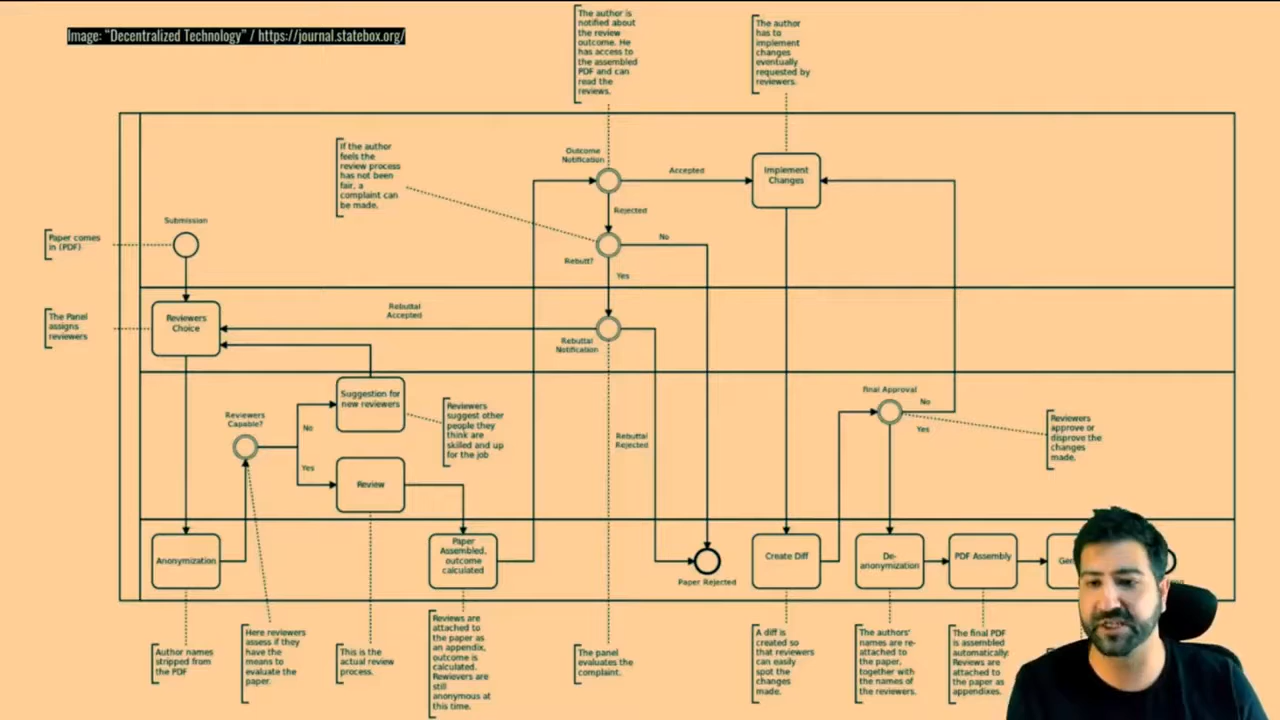 Image: “Decentralized Technology” / https://journal.statebox.org/
The author is
notified about
the review
outcome. He
has access to
the assembled
PDF and can
read the
reviews.
The author
has to
implement
changes
eventually
requested by
reviewers.
If the author
feels the
review process
has not been
fair, a
complaint can
be made.
Outcome
Notification
Accepted
Implement
Changes
Rejected
Submission
Paper comes
in (PDF)
No
Rebutt?
Yes
The Panel
assigns
reviewers
Reviewers
Choice
Rebuttal
Accepted
Rebuttal
Notification
Suggestion for
new reviewers
Reviewers
suggest other
people they
think are
skilled and up
for the job
Reviewers
Capable?
No
Yes
Review
Rebuttal
Rejected
Final Approval
No
Yes
Reviewers
approve or
disprove the
changes
made.
Anonymization
Paper
Assembled,
outcome
calculated
Paper Rejected
Create Diff
De-
anonymization
PDF Assembly
Author names
stripped from
the PDF
Here reviewers
assess if they
have the
means to
evaluate the
paper.
This is the
actual review
process.
Reviews are
attached to
the paper as
an appendix,
outcome is
calculated.
Rewievers are
still
anonymous at
this time.
The panel
evaluates the
complaint.
A diff is
created so
that reviewers
can easily
spot the
changes
made.
The authors'
names are re-
attached to
the paper,
together with
the names of
the reviewers.
The final PDF
is assembled
automatically.
Reviews are
attached to the
paper as
appendixes.